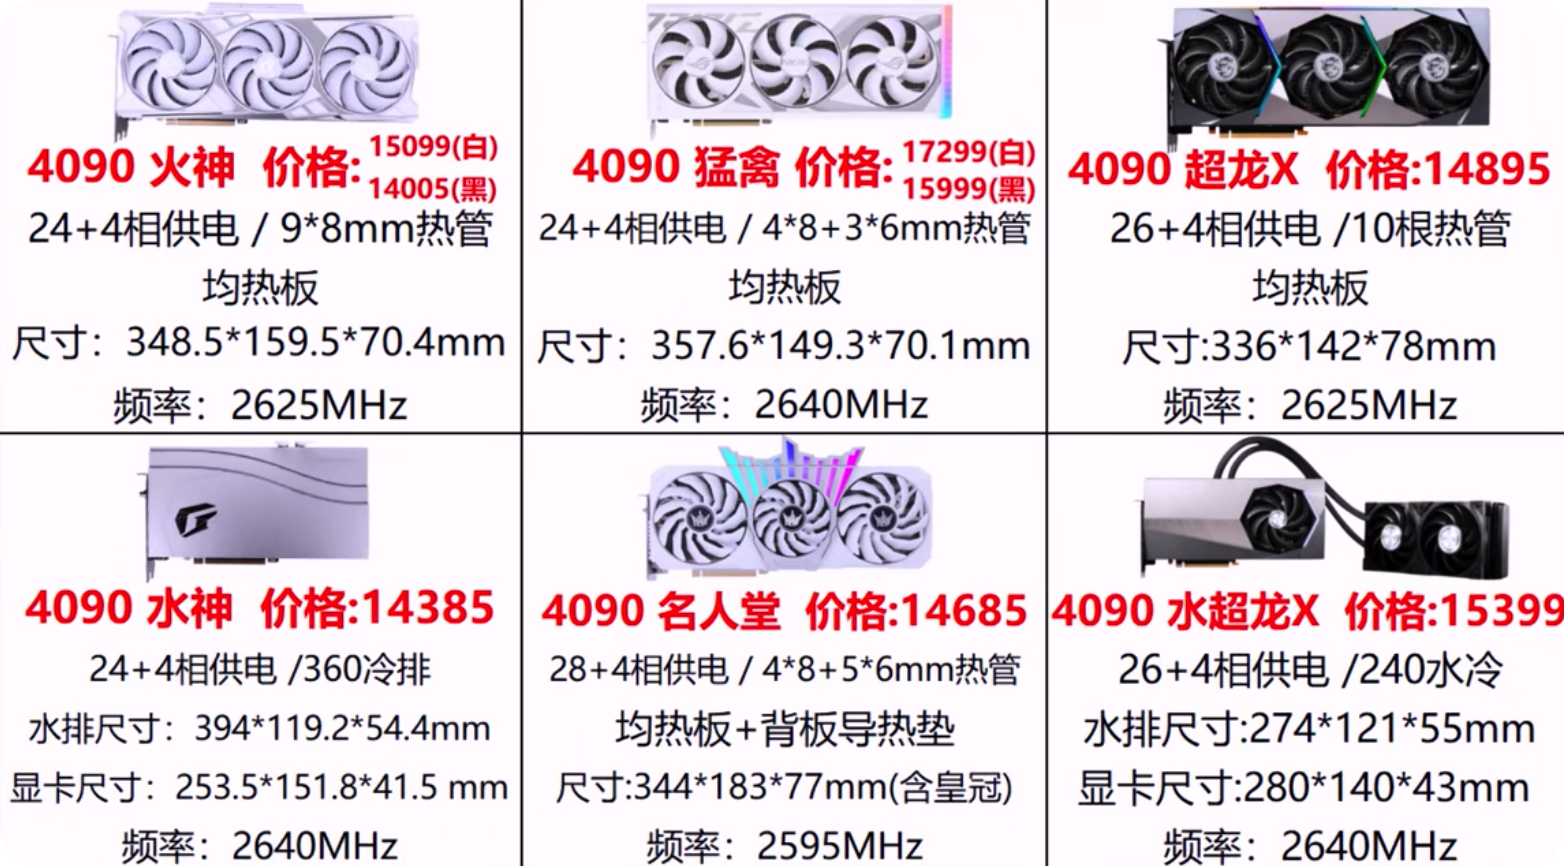 4090 火神 价格:
15099(白)
14005(黑)
24+4相供电 / 9*8mm热管
均热板
尺寸：348.5*159.5*70.4mm
频率：2625MHz
4090 猛禽 价格:
17299(白)
15999(黑)
24+4相供电 / 4*8+3*6mm热管
均热板
尺寸：357.6*149.3*70.1mm
频率：2640MHz
4090 超龙X 价格:14895
26+4相供电 /10根热管
均热板
尺寸:336*142*78mm
频率：2625MHz
4090 水神 价格:14385
24+4相供电 /360冷排
水排尺寸：394*119.2*54.4mm
显卡尺寸：253.5*151.8*41.5 mm
频率：2640MHz
4090 名人堂 价格:14685
28+4相供电 / 4*8+5*6mm热管
均热板+背板导热垫
尺寸:344*183*77mm(含皇冠)
频率：2595MHz
4090 水超龙X 价格:15399
26+4相供电 /240水冷
水排尺寸:274*121*55mm
显卡尺寸:280*140*43mm
频率：2640MHz